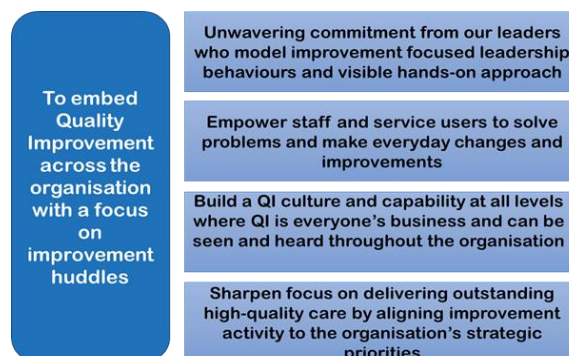 To embed
Quality
Improvement
across the
organisation
with a focus
on
improvement
huddles
Unwavering commitment from our leaders
who model improvement focused leadership
behaviours and visible hands-on approach
Empower staff and service users to solve
problems and make everyday changes and
improvements
Build a QI culture and capability at all levels
where QI is everyone’s business and can be
seen and heard throughout the organisation
Sharpen focus on delivering outstanding
high-quality care by aligning improvement
activity to the organisation’s strategic
priorities